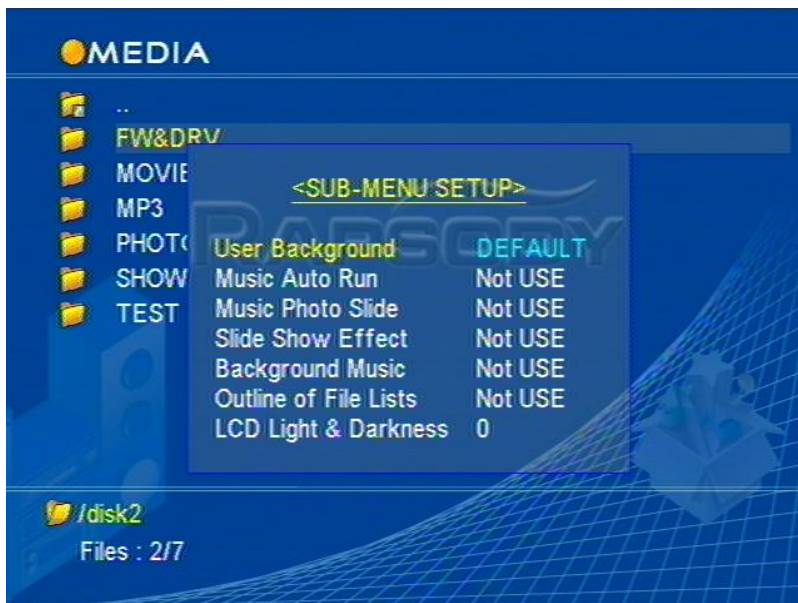 MEDIA
..
FW&DRV
MOVIE
MP3
PHOTO
SHOW
TEST
<SUB-MENU SETUP>
RAPSODY
User Background DEFAULT
Music Auto Run Not USE
Music Photo Slide Not USE
Slide Show Effect Not USE
Background Music Not USE
Outline of File Lists Not USE
LCD Light & Darkness 0
/disk2
Files : 2/7